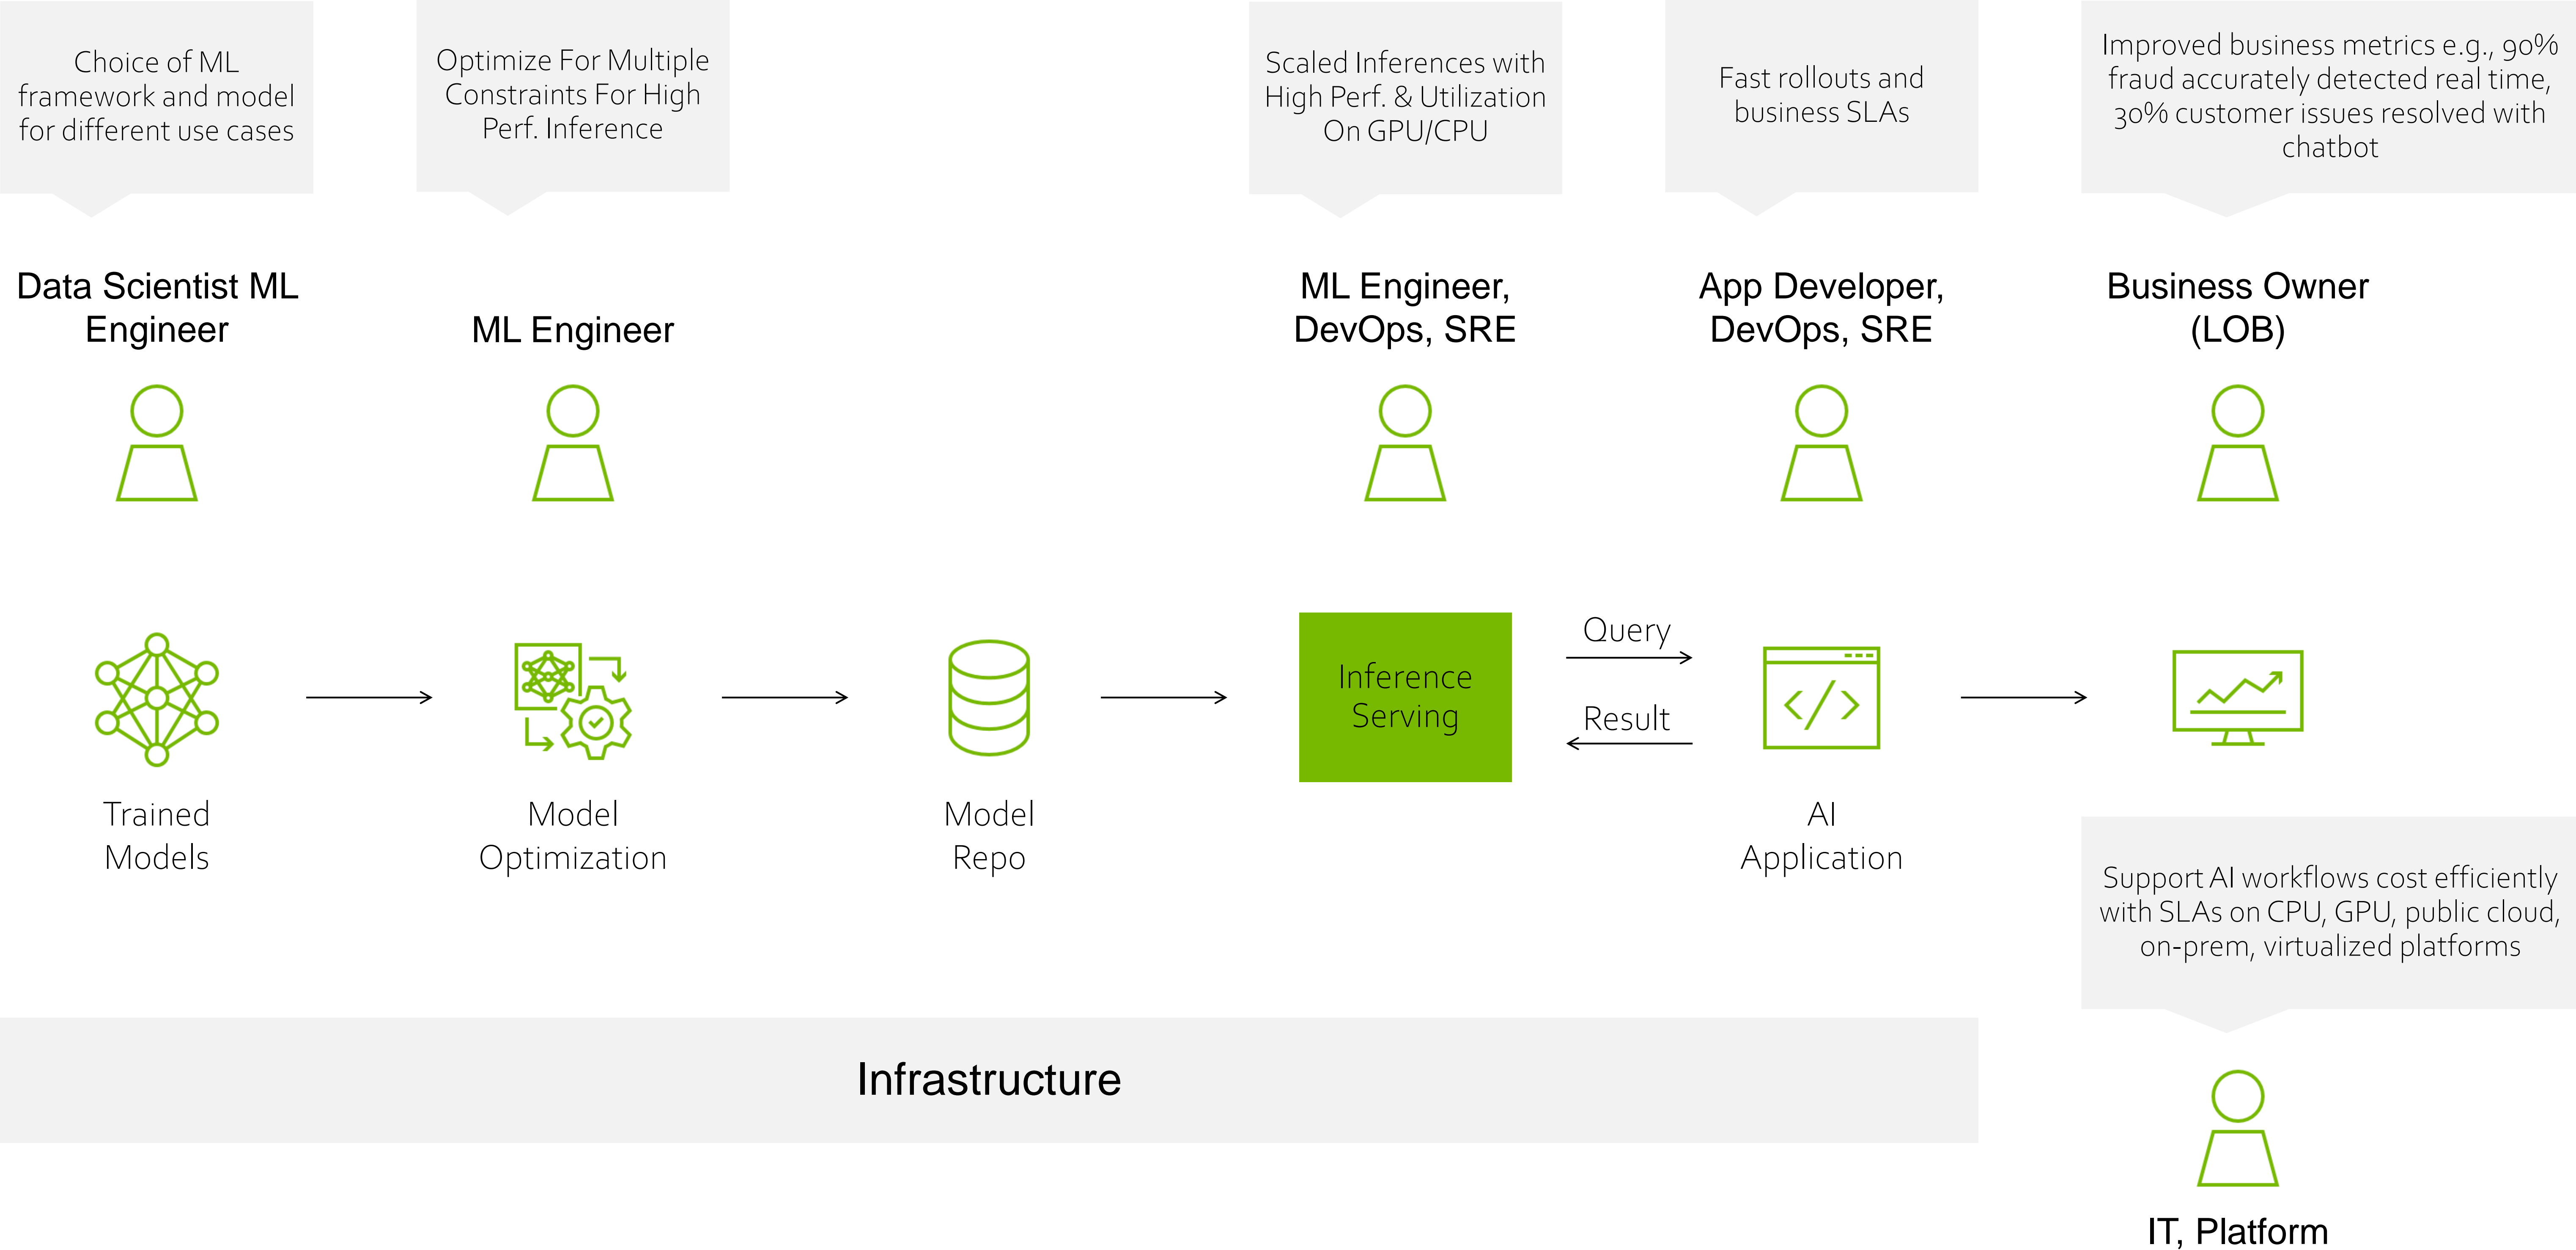 Choice of ML
framework and model
for different use cases
Optimize For Multiple
Constraints For High
Perf. Inference
Scaled Inferences with
High Perf. & Utilization
On GPU/CPU
Fast rollouts and
business SLAs
Improved business metrics e.g., 90%
fraud accurately detected real time,
30% customer issues resolved with
chatbot
Data Scientist ML
Engineer
ML Engineer
ML Engineer,
DevOps, SRE
App Developer,
DevOps, SRE
Business Owner
(LOB)
Inference
Serving
Query
Result
Trained
Models
Model
Optimization
Model
Repo
AI
Application
Support AI workflows cost efficiently
with SLAs on CPU, GPU, public cloud,
on-prem, virtualized platforms
Infrastructure
IT, Platform